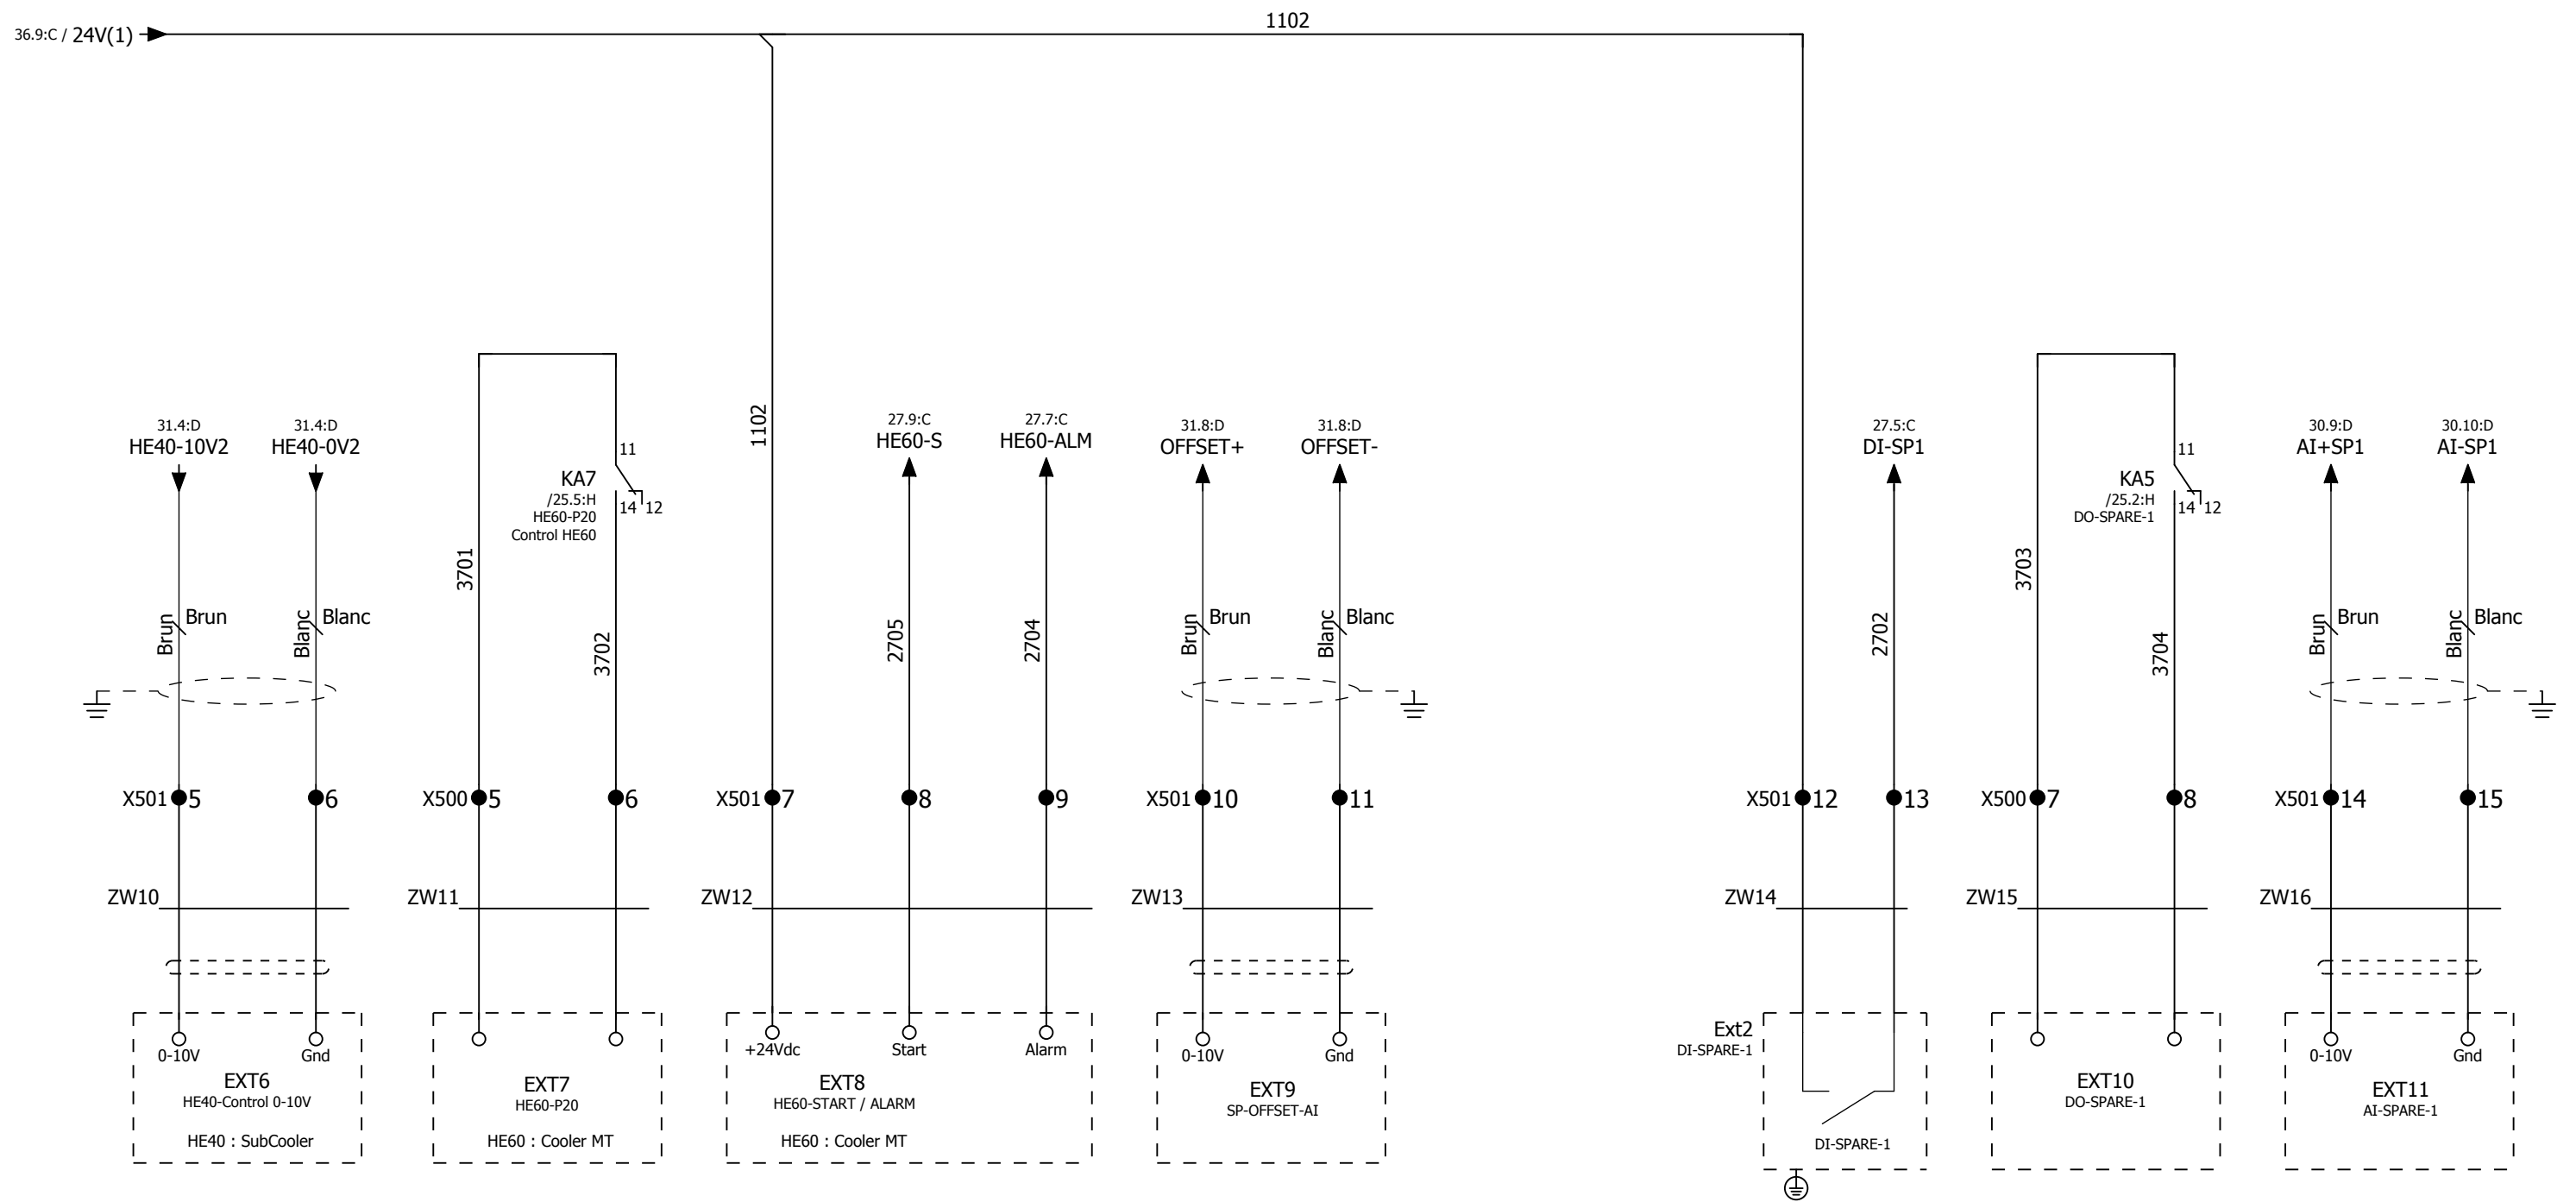 1102
36.9:C / 24V(1)
31.4:D
HE40-10V2
31.4:D
HE40-0V2
11
KA7
/25.5:H
HE60-P20
Control HE60
14 12
1102
27.9:C
HE60-S
27.7:C
HE60-ALM
31.8:D
OFFSET+
31.8:D
OFFSET-
27.5:C
DI-SP1
11
KA5
/25.2:H
DO-SPARE-1
14 12
30.9:D
AI+SP1
30.10:D
AI-SP1
Brun Brun
Blanc Blanc
3701
3702
2705
2704
Brun Brun
Blanc Blanc
2702
3703
3704
Brun Brun
Blanc Blanc
X501 5 6
X500 5 6
X501 7 8 9
X501 10 11
X501 12 13
X500 7 8
X501 14 15
ZW10
ZW11
ZW12
ZW13
ZW14
ZW15
ZW16
0-10V Gnd
EXT6
HE40-Control 0-10V
HE40 : SubCooler
EXT7
HE60-P20
HE60 : Cooler MT
+24Vdc Start Alarm
EXT8
HE60-START / ALARM
HE60 : Cooler MT
0-10V Gnd
EXT9
SP-OFFSET-AI
Ext2
DI-SPARE-1
DI-SPARE-1
EXT10
DO-SPARE-1
0-10V Gnd
EXT11
AI-SPARE-1